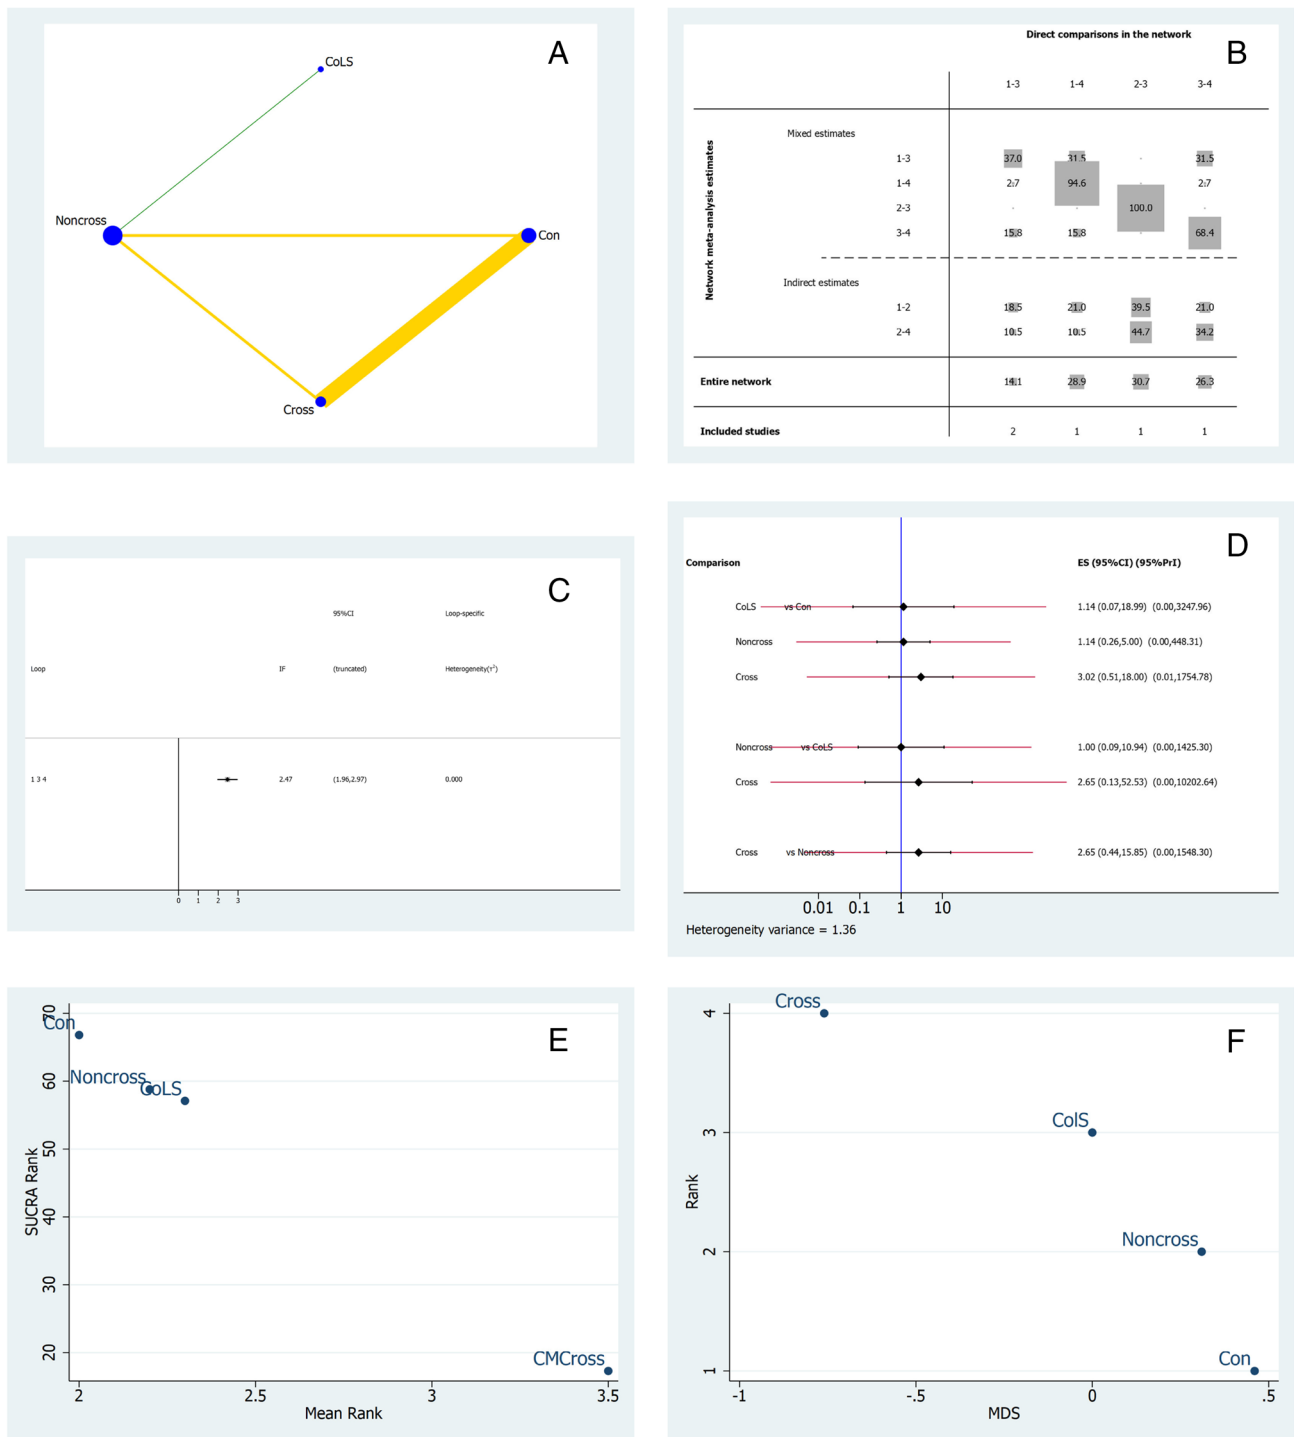 A
CoLS
Noncross
Con
Cross
B
Direct comparisons in the network
1-3 1-4 2-3 3-4
Network meta-analysis estimates
Mixed estimates
1-3 37.0 31.5 . 31.5
1-4 2.7 94.6 . 2.7
2-3 . . 100.0 .
3-4 15.8 15.8 . 68.4
Indirect estimates
1-2 18.5 21.0 39.5 21.0
2-4 10.5 10.5 44.7 34.2
Entire network 14.1 28.9 30.7 26.3
Included studies 2 1 1 1
C
95%CI Loop-specific
Loop IF (truncated) Heterogeneity(τ²)
1 3 4 2.47 (1.96,2.97) 0.000
0 1 2 3
D
Comparison ES (95%CI) (95%PrI)
CoLS vs Con 1.14 (0.07,18.99) (0.00,3247.96)
Noncross 1.14 (0.26,5.00) (0.00,448.31)
Cross 3.02 (0.51,18.00) (0.01,1754.78)
Noncross vs CoLS 1.00 (0.09,10.94) (0.00,1425.30)
Cross 2.65 (0.13,52.53) (0.00,10202.64)
Cross vs Noncross 2.65 (0.44,15.85) (0.00,1548.30)
0.01 0.1 1 10
Heterogeneity variance = 1.36
E
SUCRA Rank
70
60
50
40
30
20
Con
Noncross
CoLS
CMCross
2 2.5 3 3.5
Mean Rank
F
Rank
4
3
2
1
Cross
ColS
Noncross
Con
-1 -.5 0 .5
MDS